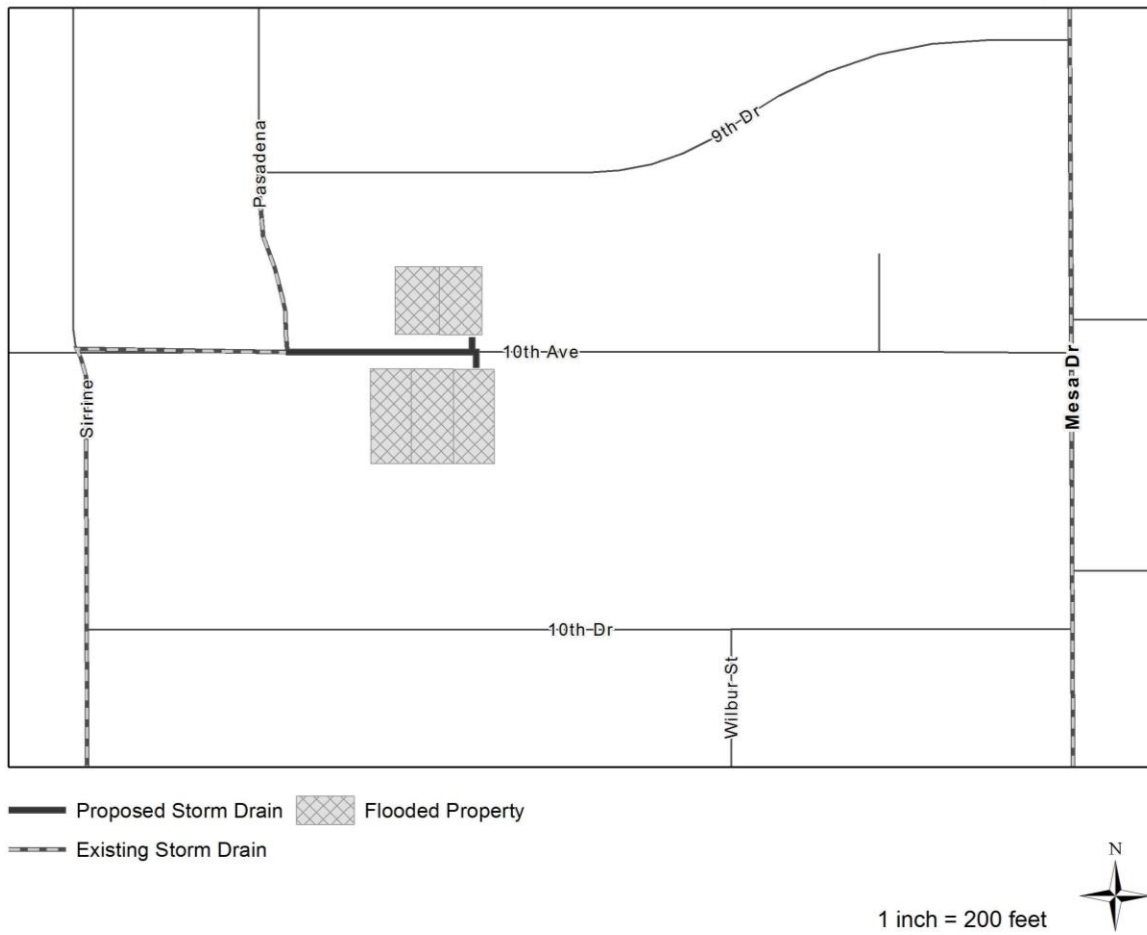 9th Dr
Pasadena
10th Ave
Mesa Dr
Sirrine
10th Dr
Wilbur St
Proposed Storm Drain
Flooded Property
Existing Storm Drain
N
1 inch = 200 feet